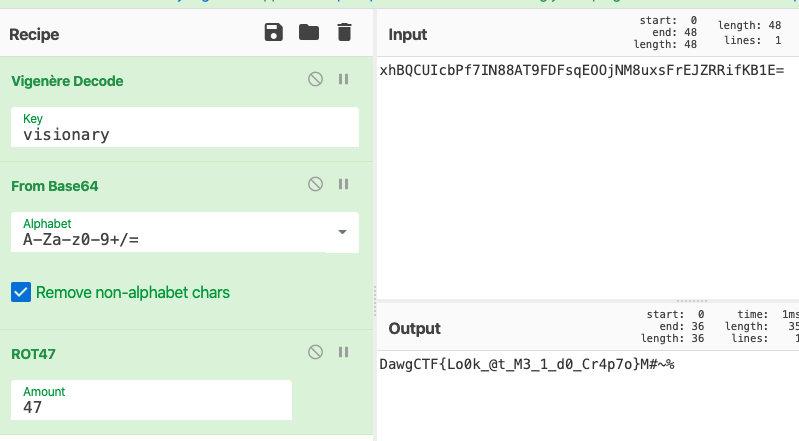 Recipe
Vigenère Decode
Key
visionary
From Base64
Alphabet
A-Za-z0-9+/=
Remove non-alphabet chars
ROT47
Amount
47
Input
start: 0
end: 48
length: 48
length: 48
lines: 1
xhBQCUIcbPf7IN88AT9FDFsqEOOjNM8uxsFrEJZRRifKB1E=
Output
start: 0
end: 36
length: 36
time: 1ms
length: 35
lines: 1
DawgCTF{Lo0k_@t_M3_1_d0_Cr4p7o}M#~%